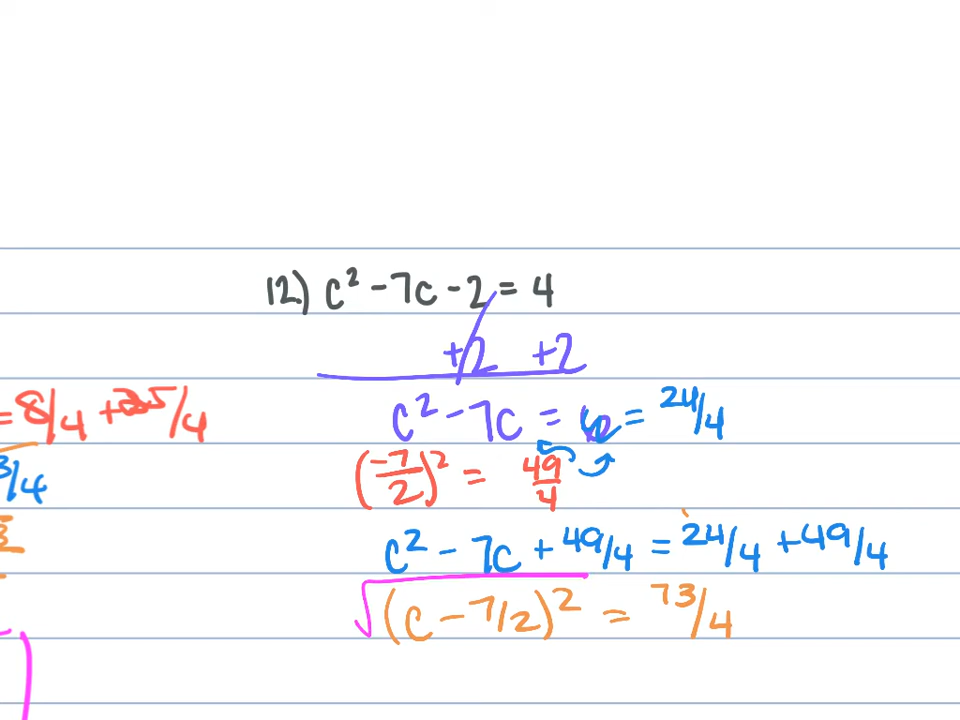 12.) c² - 7c - 2 = 4
+2 +2
= 8/4 + 25/4
c² - 7c = 6 = 24/4
(-7/2)² = 49/4
3/4
c² - 7c + 49/4 = 24/4 + 49/4
√(c - 7/2)² = 73/4